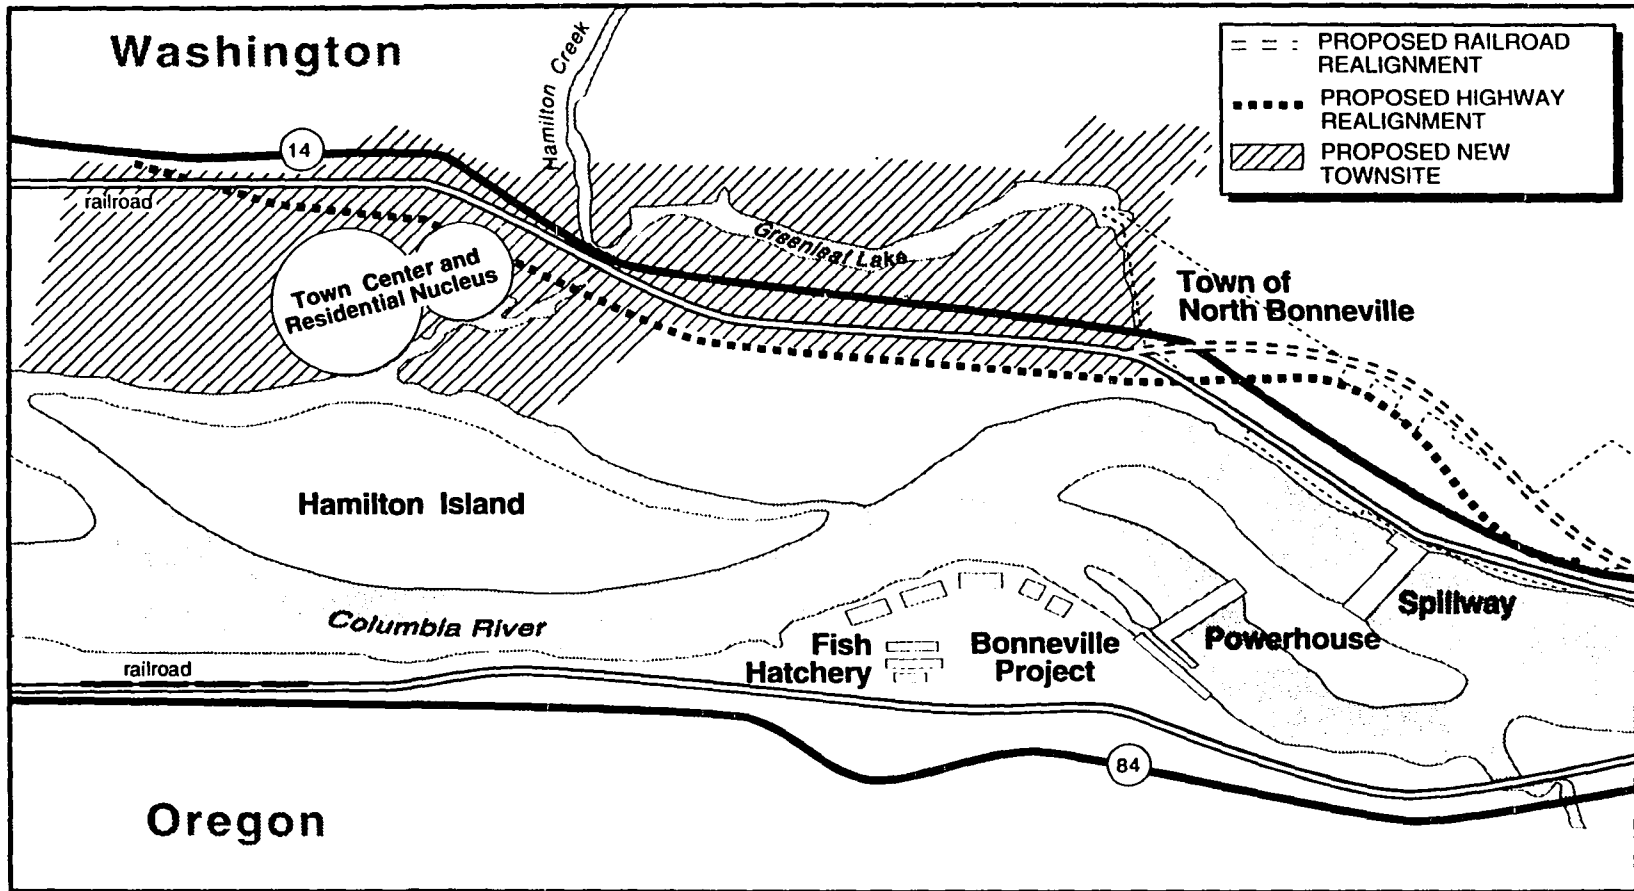 Washington
PROPOSED RAILROAD
REALIGNMENT
PROPOSED HIGHWAY
REALIGNMENT
PROPOSED NEW
TOWNSITE
Hamilton Creek
14
railroad
Greenleaf Lake
Town Center and
Residential Nucleus
Town of
North Bonneville
Hamilton Island
Columbia River
Spillway
Powerhouse
Fish
Hatchery
Bonneville
Project
railroad
84
Oregon